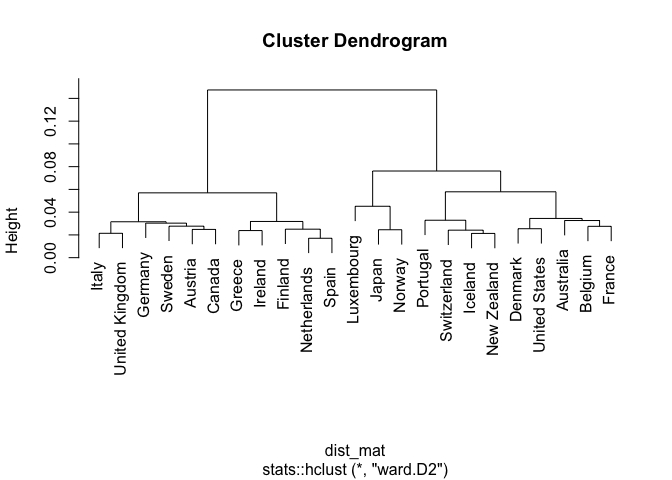 Cluster Dendrogram
Height
0.12
0.08
0.04
0.00
Italy
United Kingdom
Germany
Sweden
Austria
Canada
Greece
Ireland
Finland
Netherlands
Spain
Luxembourg
Japan
Norway
Portugal
Switzerland
Iceland
New Zealand
Denmark
United States
Australia
Belgium
France
dist_mat
stats::hclust (*, "ward.D2")